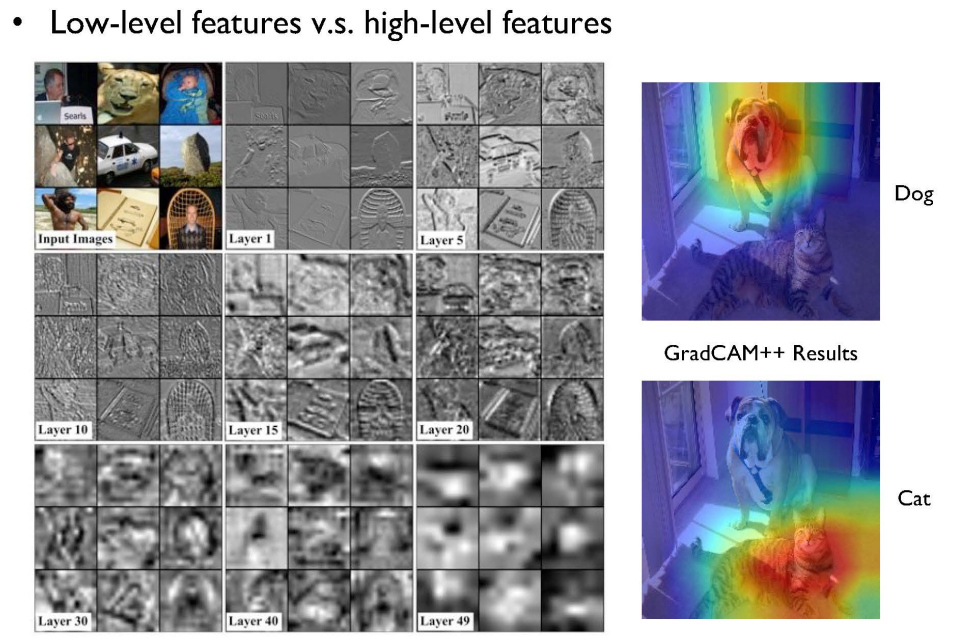 • Low-level features v.s. high-level features
Searls
Input Images
Layer 1
Layer 5
Layer 10
Layer 15
Layer 20
Layer 30
Layer 40
Layer 49
Dog
GradCAM++ Results
Cat